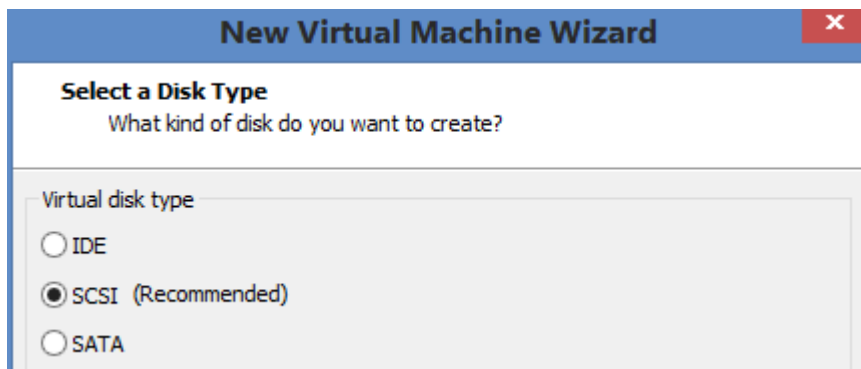 New Virtual Machine Wizard
Select a Disk Type
What kind of disk do you want to create?
Virtual disk type
IDE
SCSI (Recommended)
SATA